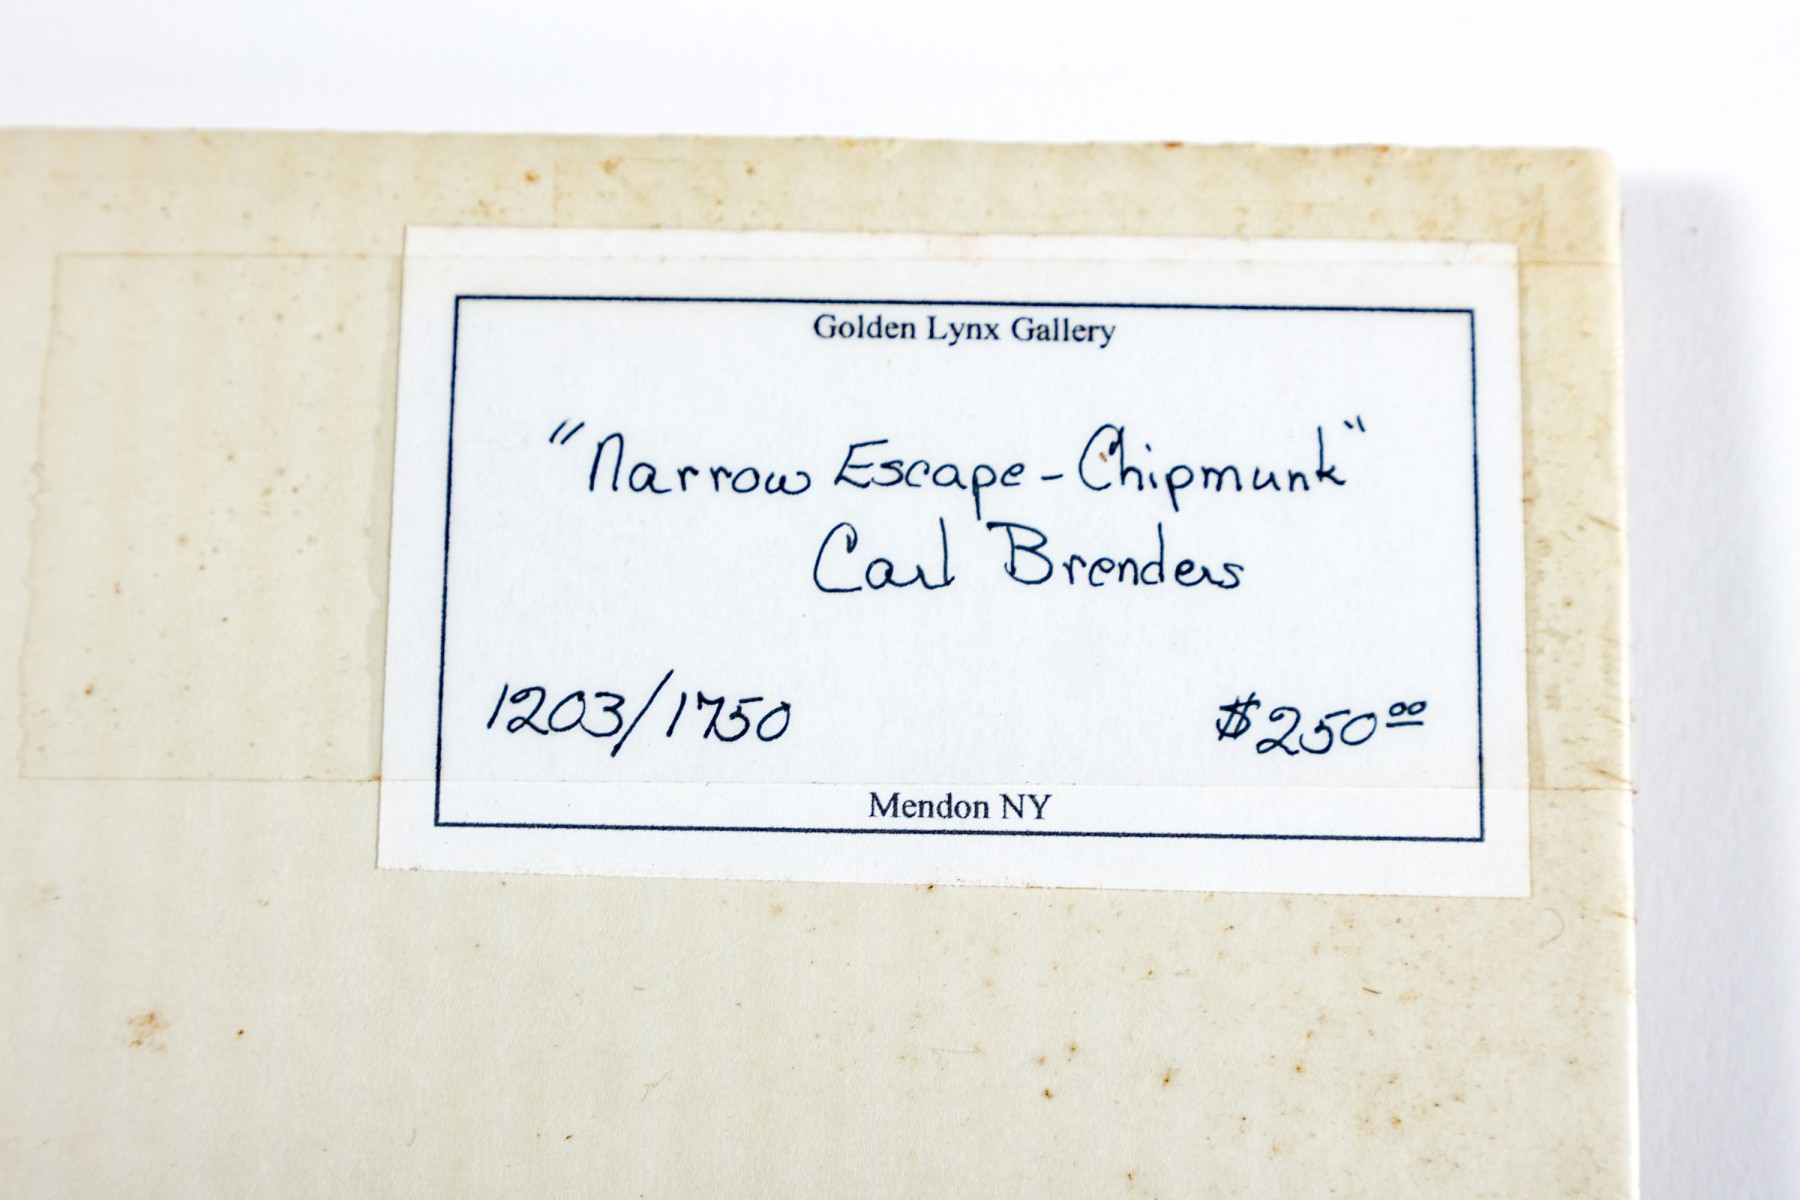 Golden Lynx Gallery
"Narrow Escape - Chipmunk"
Carl Brenders
1203/1750 $250.00
Mendon NY